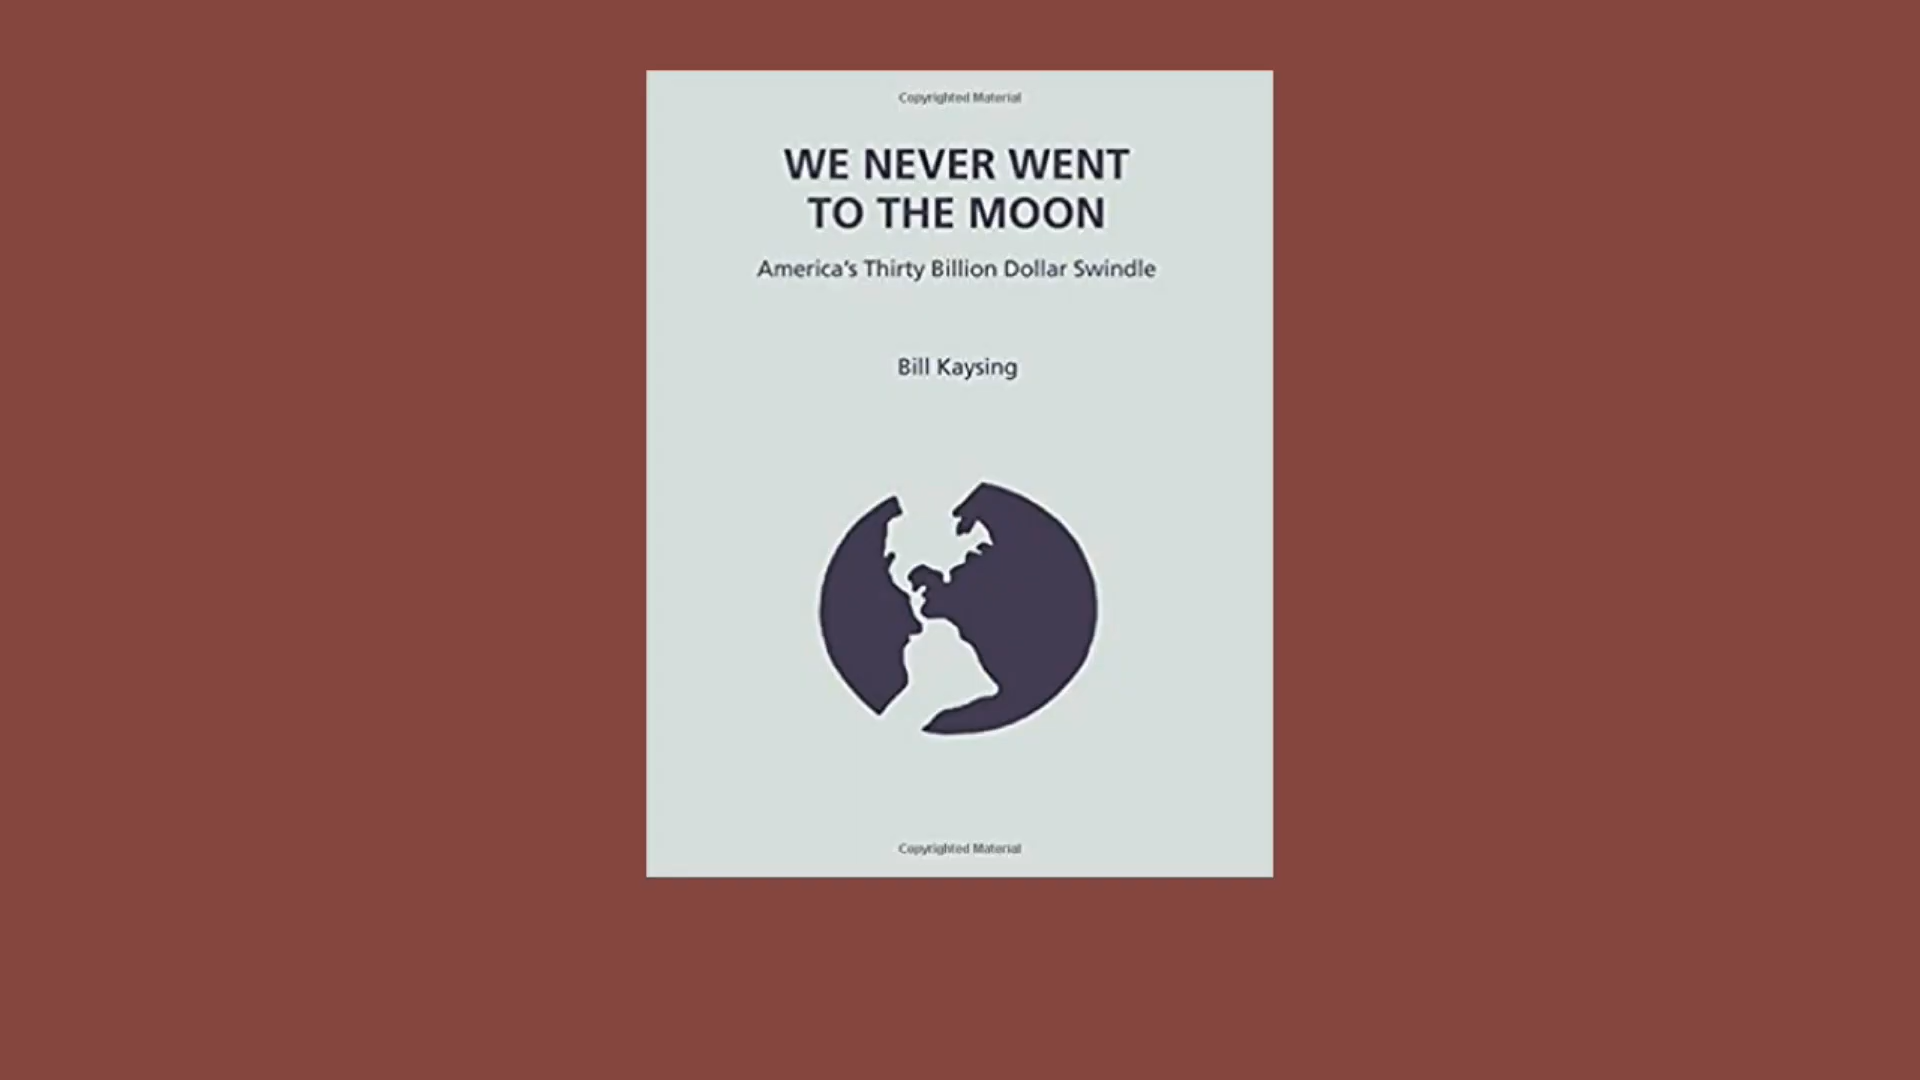 Copyrighted Material
WE NEVER WENT
TO THE MOON
America's Thirty Billion Dollar Swindle
Bill Kaysing
Copyrighted Material